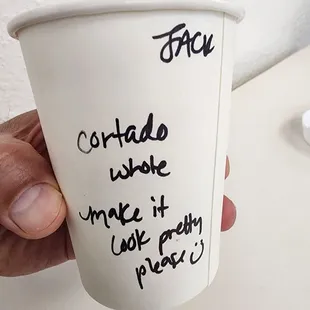 JACK
cortado
whole
make it
look pretty
please :)